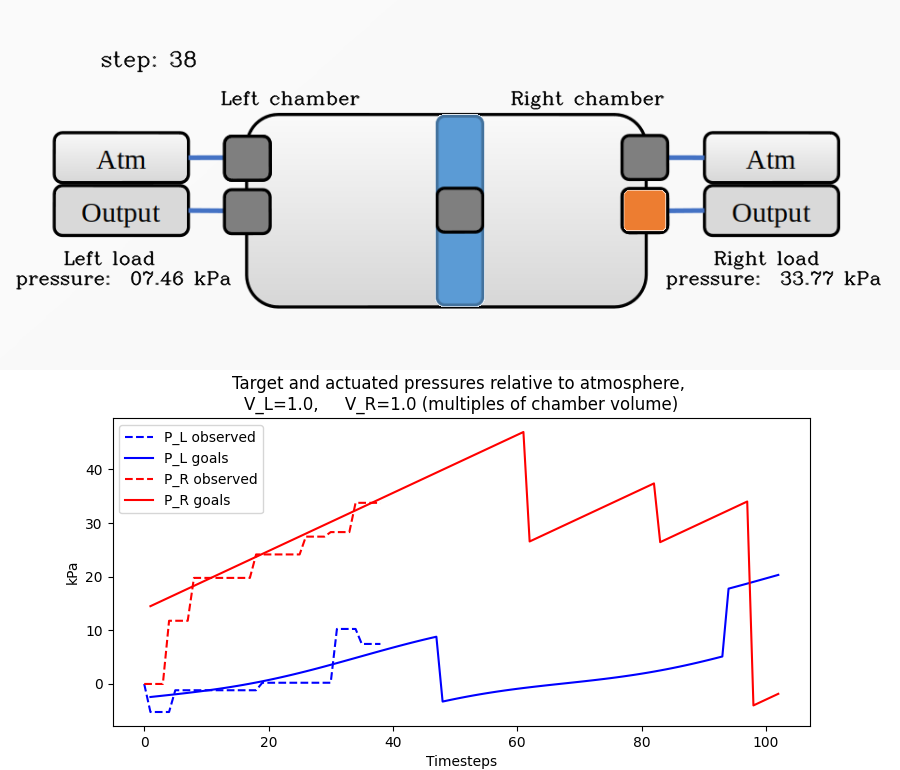 step: 38
Left chamber
Right chamber
Atm
Atm
Output
Output
Left load
pressure: 07.46 kPa
Right load
pressure: 33.77 kPa
Target and actuated pressures relative to atmosphere,
V_L=1.0, V_R=1.0 (multiples of chamber volume)
P_L observed
P_L goals
P_R observed
P_R goals
kPa
40
30
20
10
0
0 20 40 60 80 100
Timesteps